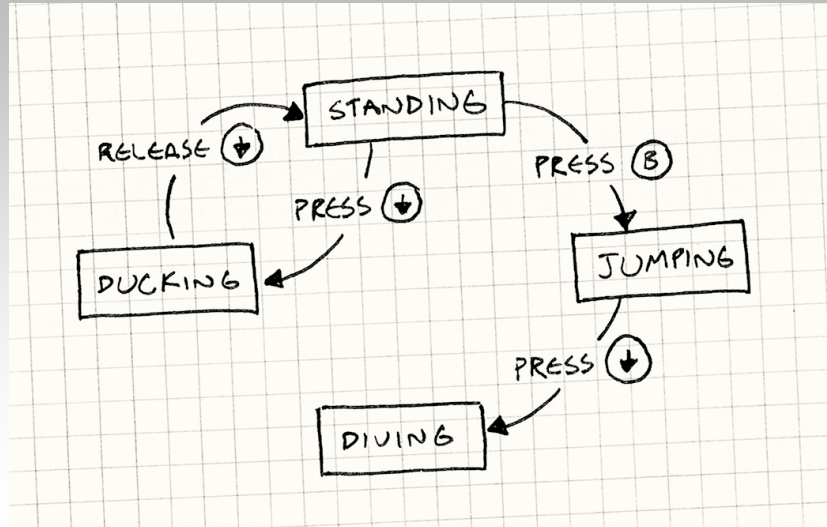 STANDING
RELEASE ↓
PRESS B
PRESS ↓
DUCKING
JUMPING
PRESS ↓
DIVING